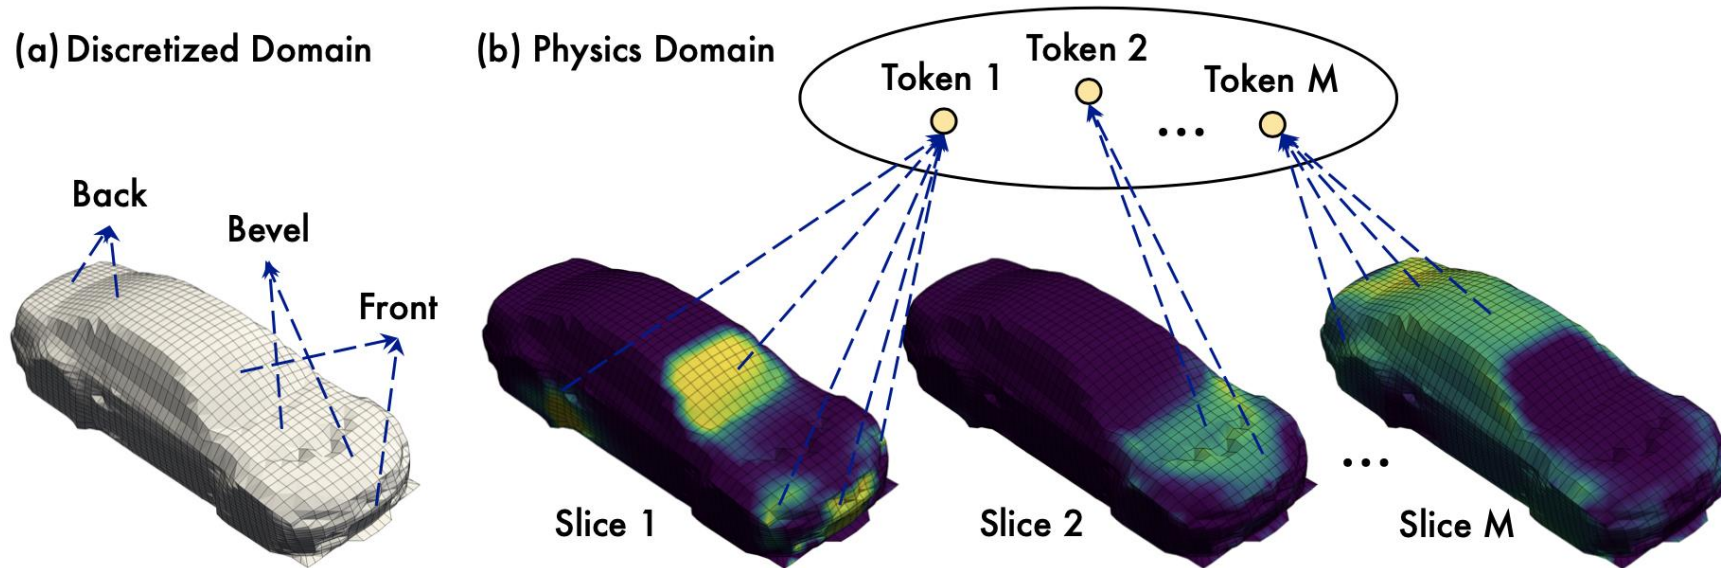 (a) Discretized Domain
(b) Physics Domain
Token 1
Token 2
Token M
...
Back
Bevel
Front
Slice 1
Slice 2
...
Slice M